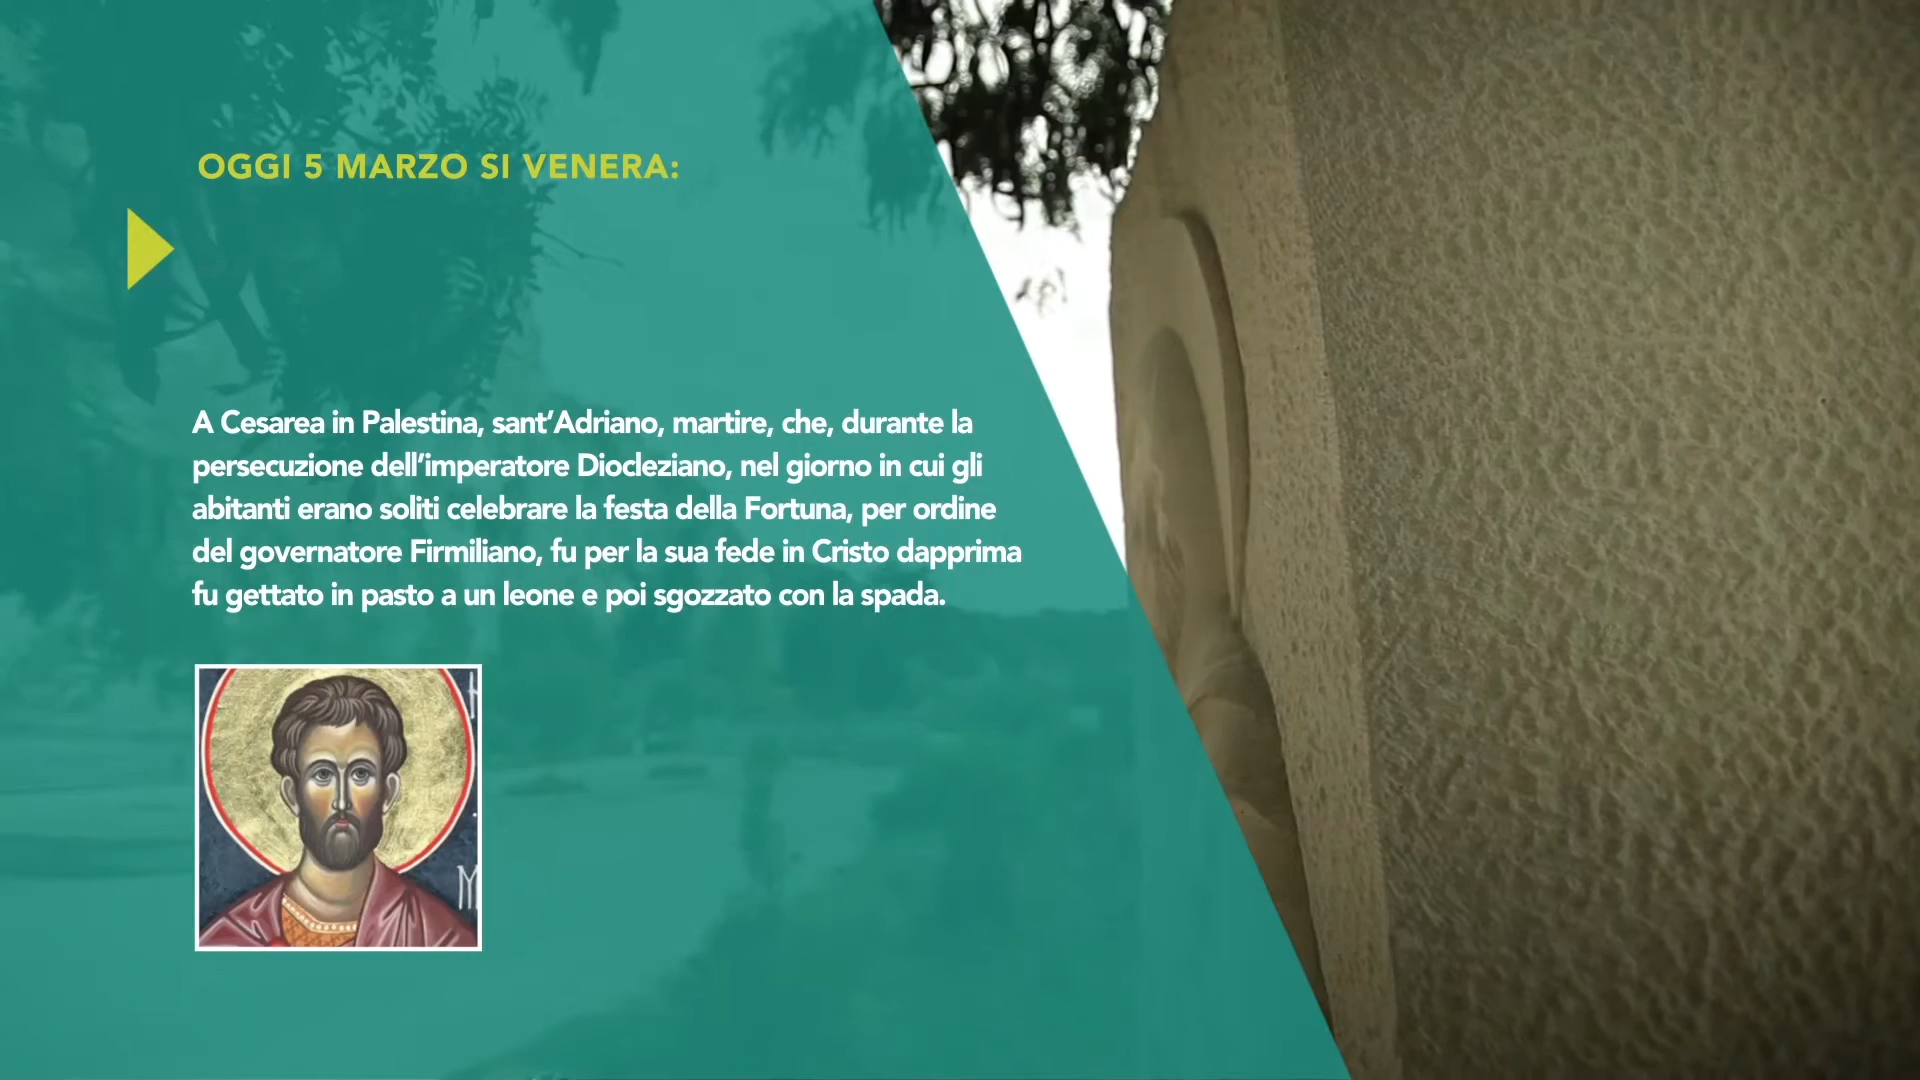 OGGI 5 MARZO SI VENERA:
A Cesarea in Palestina, sant’Adriano, martire, che, durante la
persecuzione dell’imperatore Diocleziano, nel giorno in cui gli
abitanti erano soliti celebrare la festa della Fortuna, per ordine
del governatore Firmiliano, fu per la sua fede in Cristo dapprima
fu gettato in pasto a un leone e poi sgozzato con la spada.